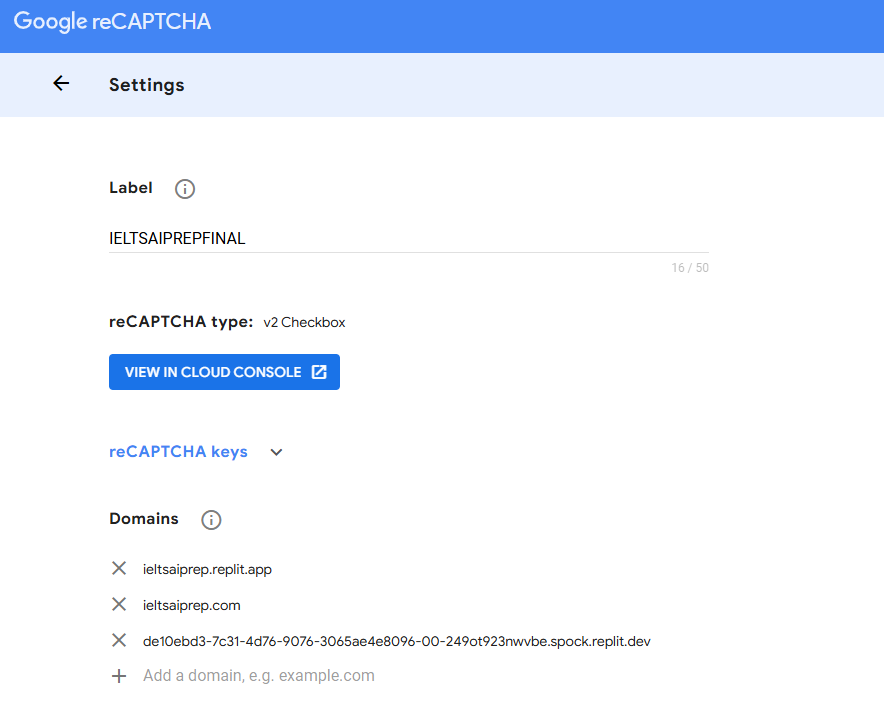 Google reCAPTCHA
Settings
Label
IELTSAIPREPFINAL
16 / 50
reCAPTCHA type: v2 Checkbox
VIEW IN CLOUD CONSOLE
reCAPTCHA keys
Domains
ieltsaiprep.replit.app
ieltsaiprep.com
de10ebd3-7c31-4d76-9076-3065ae4e8096-00-249ot923nwvbe.spock.replit.dev
Add a domain, e.g. example.com